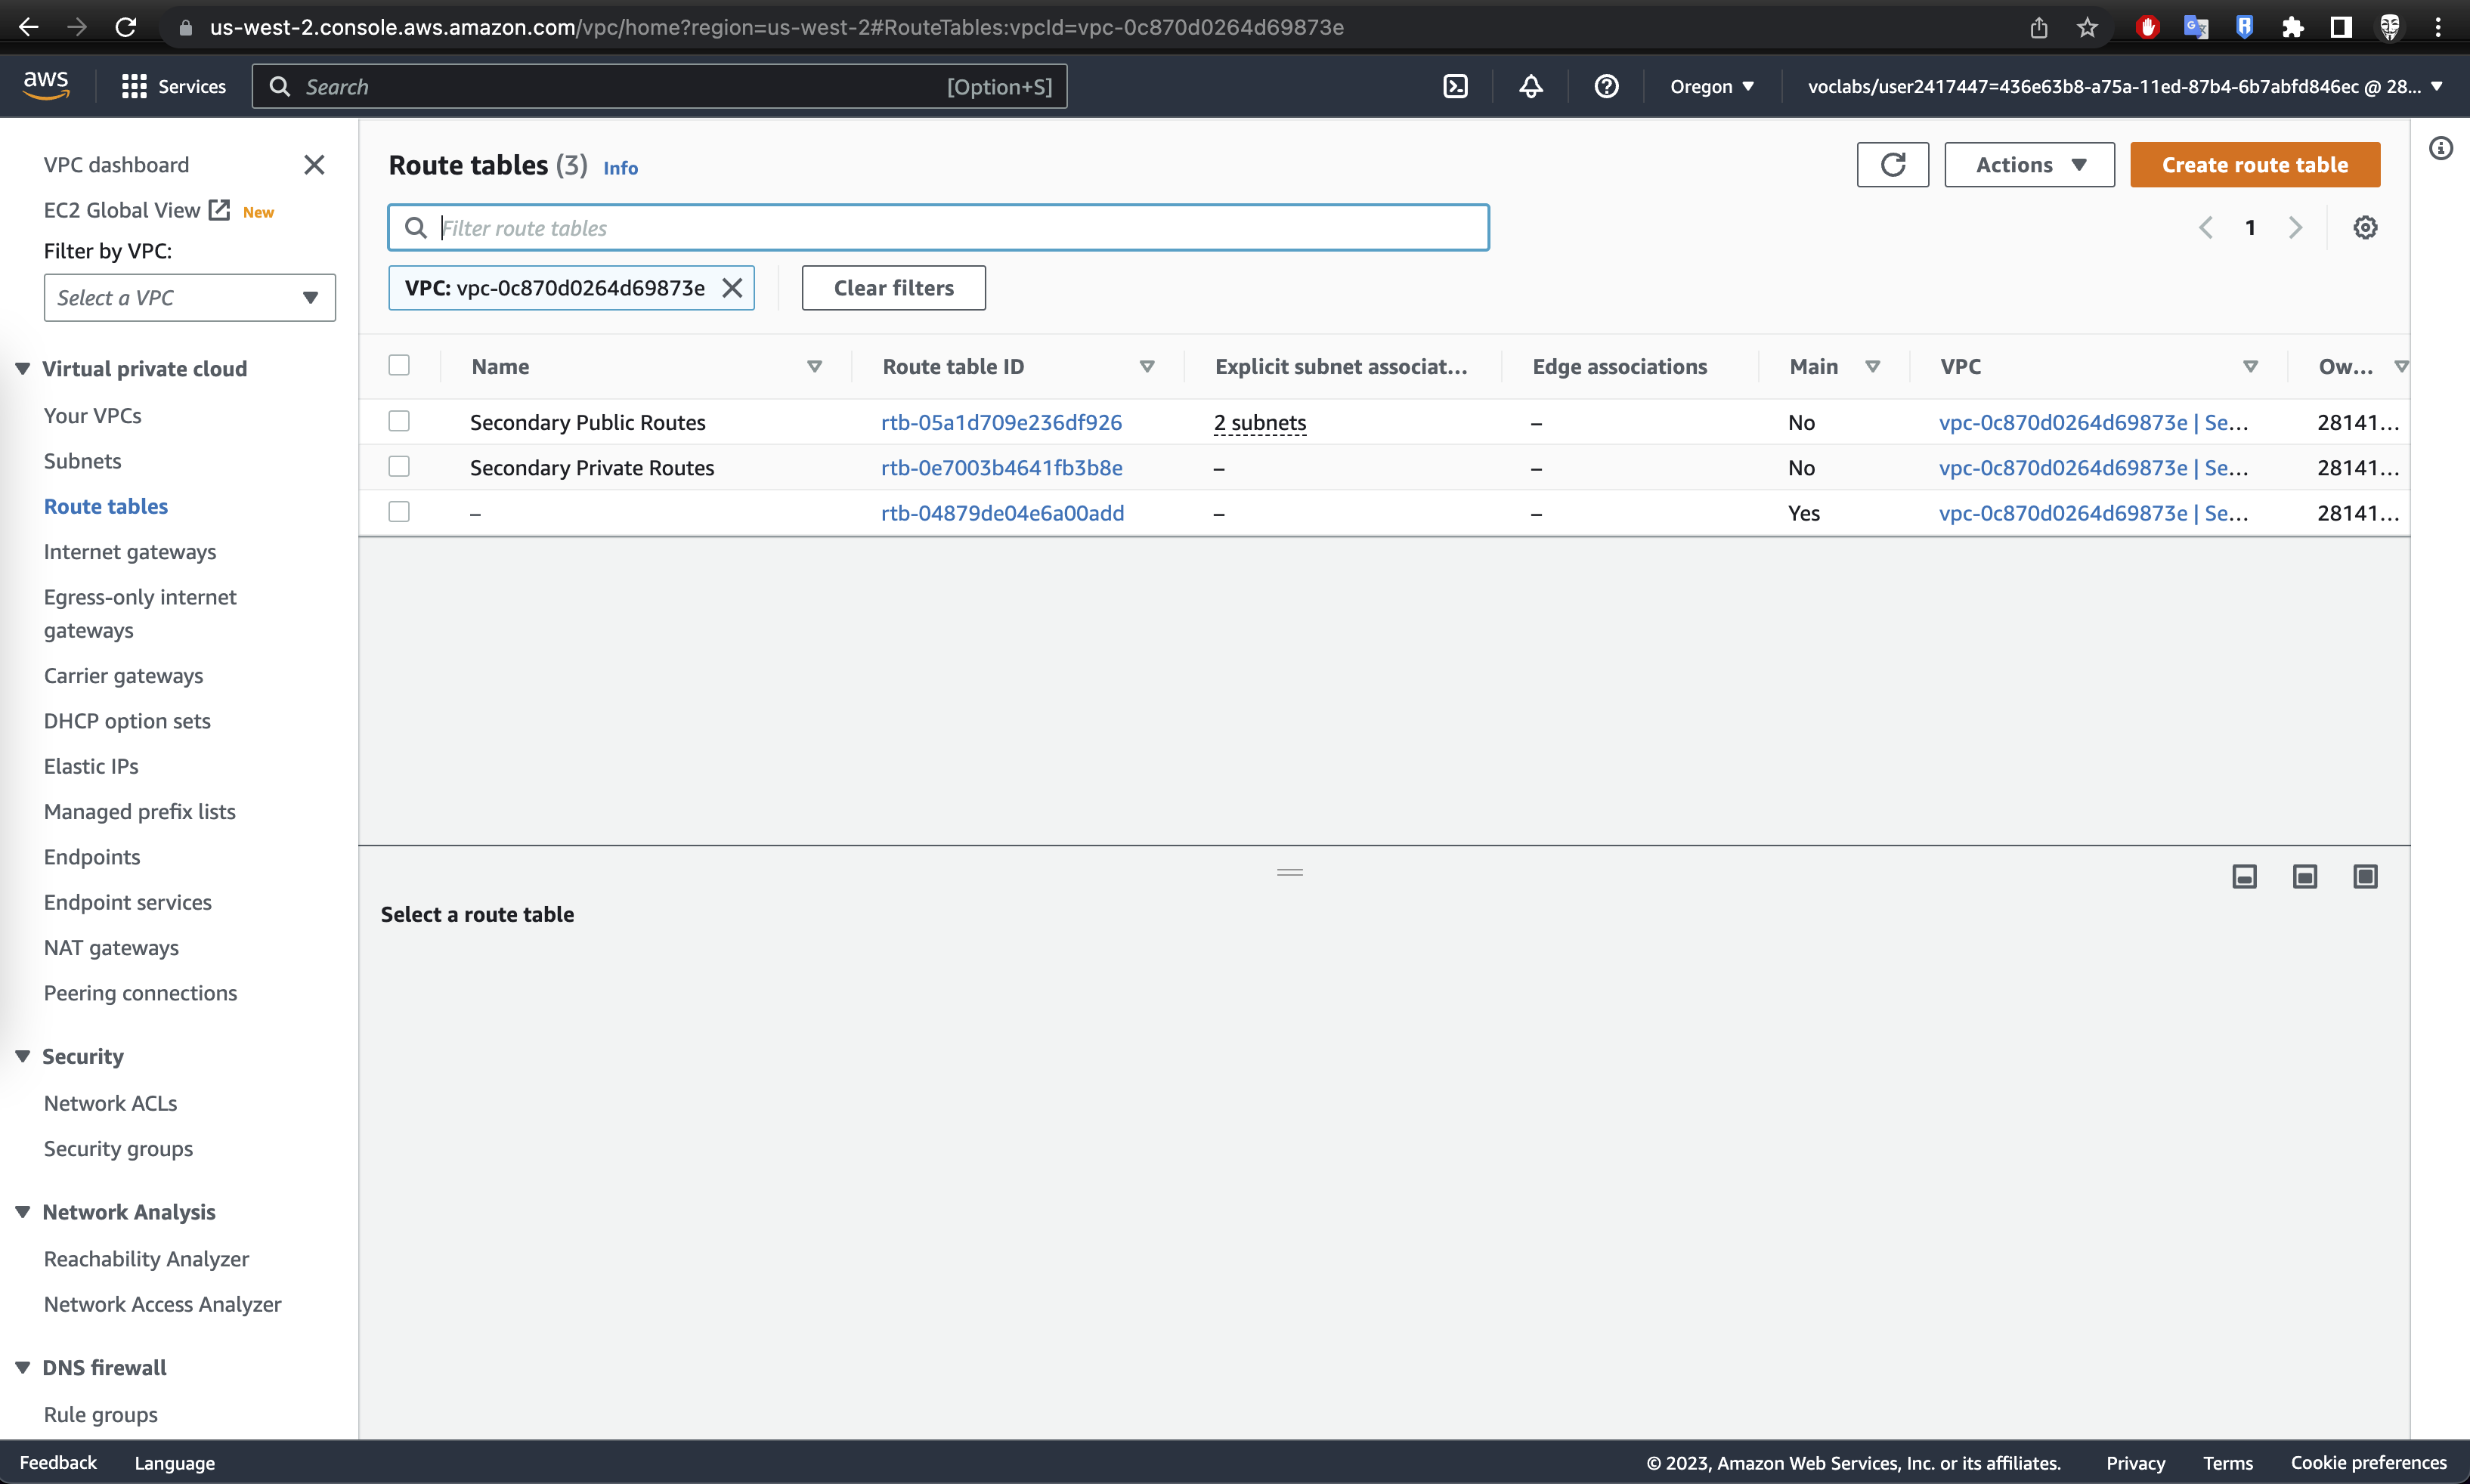 us-west-2.console.aws.amazon.com/vpc/home?region=us-west-2#RouteTables:vpcId=vpc-0c870d0264d69873e
aws Services Search [Option+S] Oregon voclabs/user2417447=436e63b8-a75a-11ed-87b4-6b7abfd846ec @ 28...
VPC dashboard
EC2 Global View New
Filter by VPC:
Select a VPC
Virtual private cloud
Your VPCs
Subnets
Route tables
Internet gateways
Egress-only internet
gateways
Carrier gateways
DHCP option sets
Elastic IPs
Managed prefix lists
Endpoints
Endpoint services
NAT gateways
Peering connections
Security
Network ACLs
Security groups
Network Analysis
Reachability Analyzer
Network Access Analyzer
DNS firewall
Rule groups
Route tables (3) Info
Actions Create route table
Filter route tables
1
VPC: vpc-0c870d0264d69873e Clear filters
Name Route table ID Explicit subnet associat... Edge associations Main VPC Ow...
Secondary Public Routes rtb-05a1d709e236df926 2 subnets – No vpc-0c870d0264d69873e | Se... 28141...
Secondary Private Routes rtb-0e7003b4641fb3b8e – – No vpc-0c870d0264d69873e | Se... 28141...
– rtb-04879de04e6a00add – – Yes vpc-0c870d0264d69873e | Se... 28141...
Select a route table
Feedback Language © 2023, Amazon Web Services, Inc. or its affiliates. Privacy Terms Cookie preferences